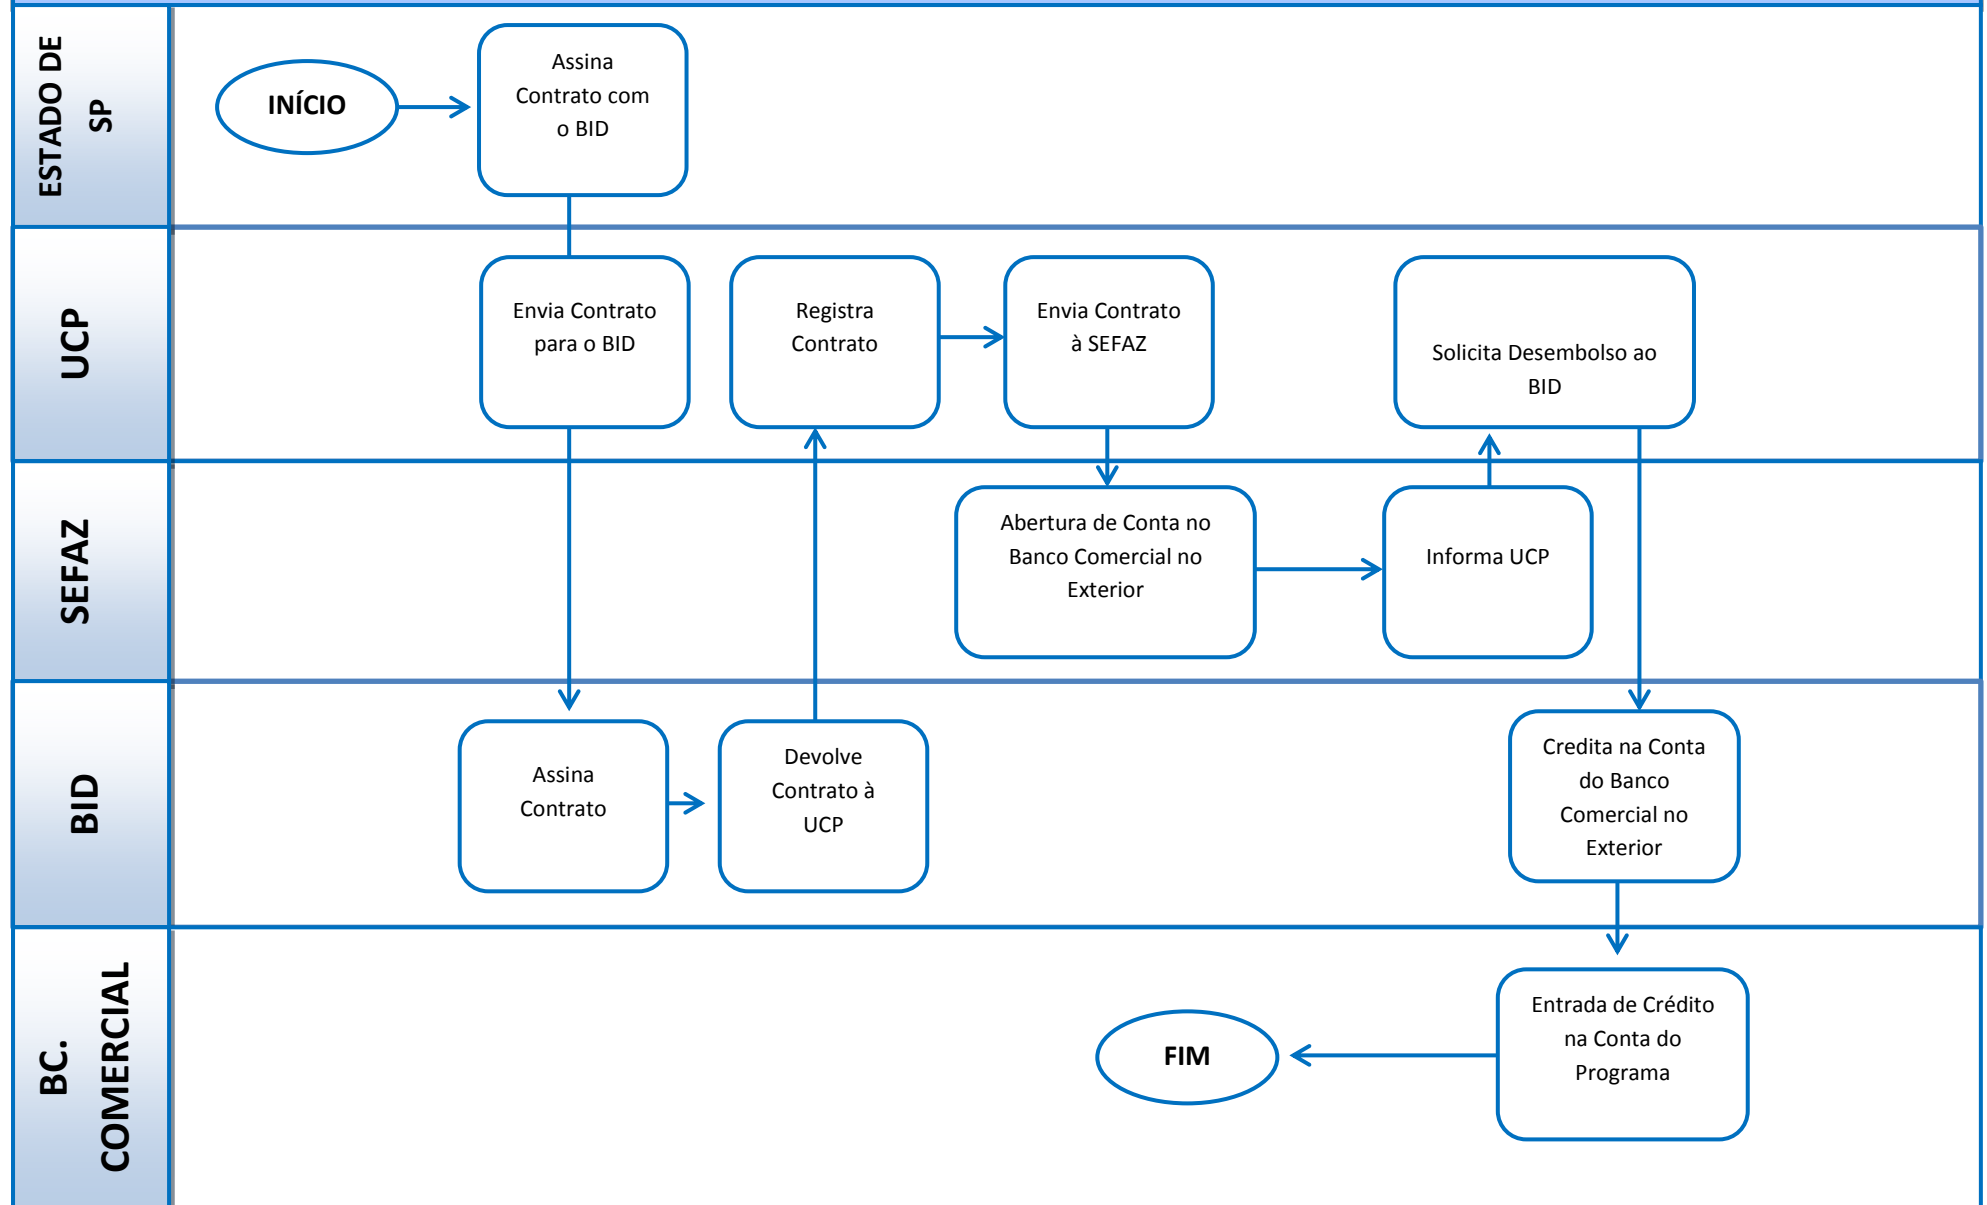 ESTADO DE
SP
INÍCIO
Assina
Contrato com
o BID
UCP
Envia Contrato
para o BID
Registra
Contrato
Envia Contrato
à SEFAZ
Solicita Desembolso ao
BID
SEFAZ
Abertura de Conta no
Banco Comercial no
Exterior
Informa UCP
BID
Assina
Contrato
Devolve
Contrato à
UCP
Credita na Conta
do Banco
Comercial no
Exterior
BC.
COMERCIAL
FIM
Entrada de Crédito
na Conta do
Programa